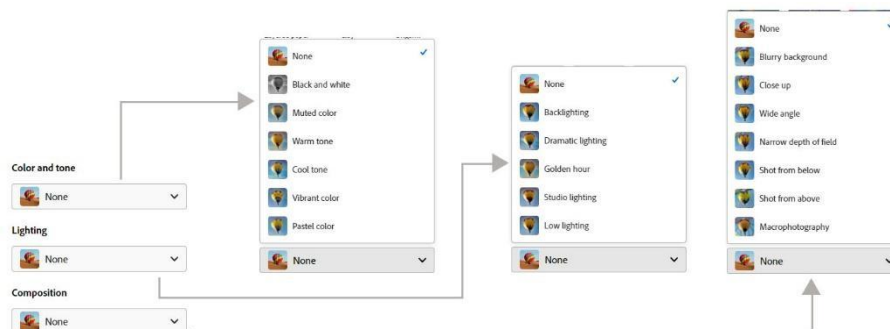 Color and tone
None
Lighting
None
Composition
None
None
Black and white
Muted color
Warm tone
Cool tone
Vibrant color
Pastel color
None
None
Backlighting
Dramatic lighting
Golden hour
Studio lighting
Low lighting
None
None
Blurry background
Close up
Wide angle
Narrow depth of field
Shot from below
Shot from above
Macrophotography
None